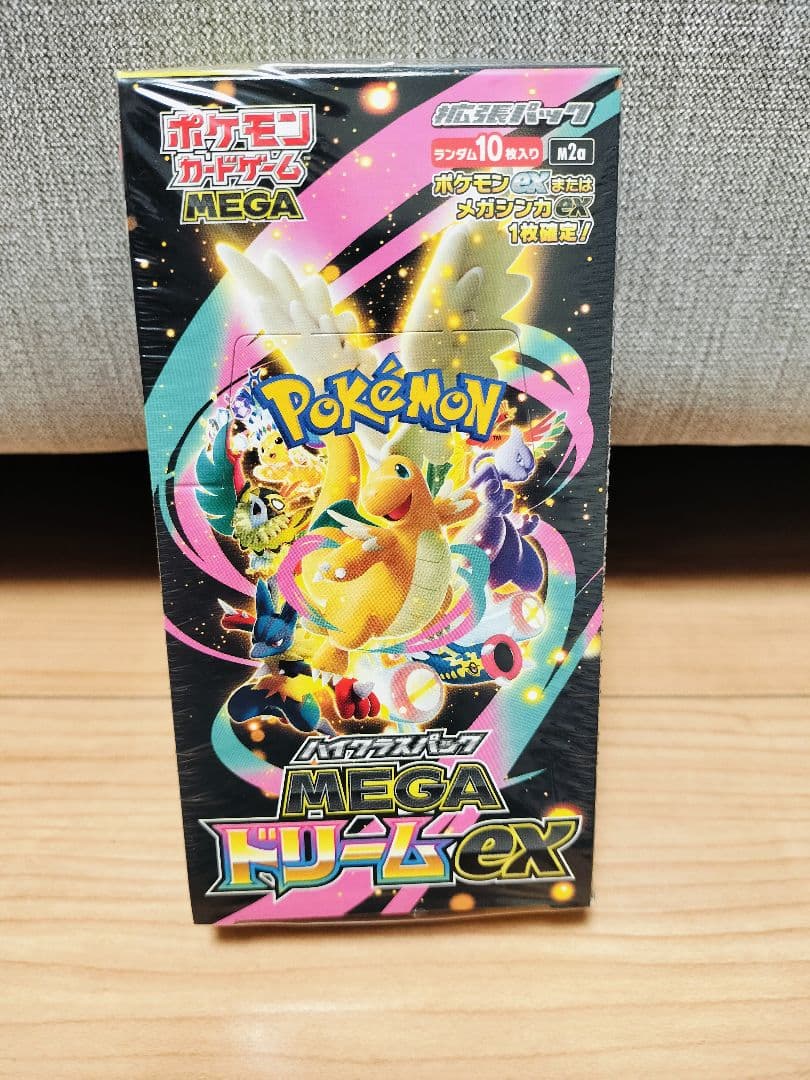 ポケモン
カードゲーム
MEGA
拡張パック
ランダム10枚入り M2a
ポケモンexまたは
メガシンカex
1枚確定!
POKéMON
TM
ハイクラスパック
MEGA
ドリームex